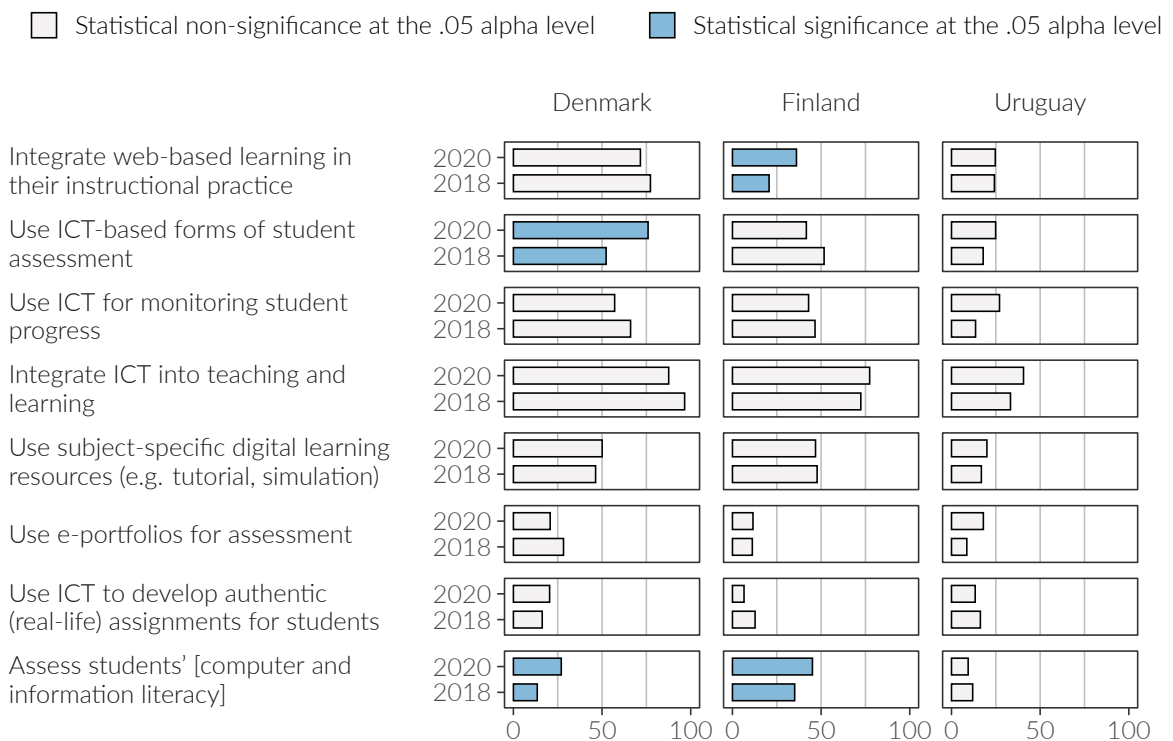 Statistical non-significance at the .05 alpha level Statistical significance at the .05 alpha level
Denmark Finland Uruguay
Integrate web-based learning in
their instructional practice
2020
2018
Use ICT-based forms of student
assessment
2020
2018
Use ICT for monitoring student
progress
2020
2018
Integrate ICT into teaching and
learning
2020
2018
Use subject-specific digital learning
resources (e.g. tutorial, simulation)
2020
2018
Use e-portfolios for assessment
2020
2018
Use ICT to develop authentic
(real-life) assignments for students
2020
2018
Assess students’ [computer and
information literacy]
2020
2018
0 50 100 0 50 100 0 50 100